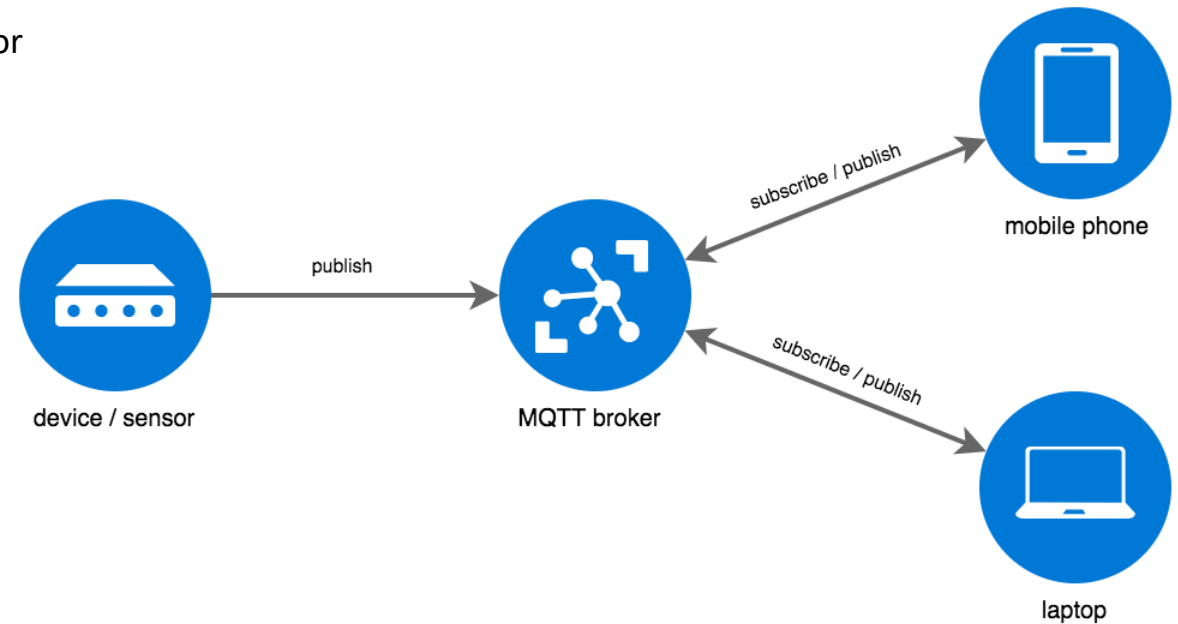 or
subscribe / publish
mobile phone
publish
device / sensor
MQTT broker
subscribe / publish
laptop